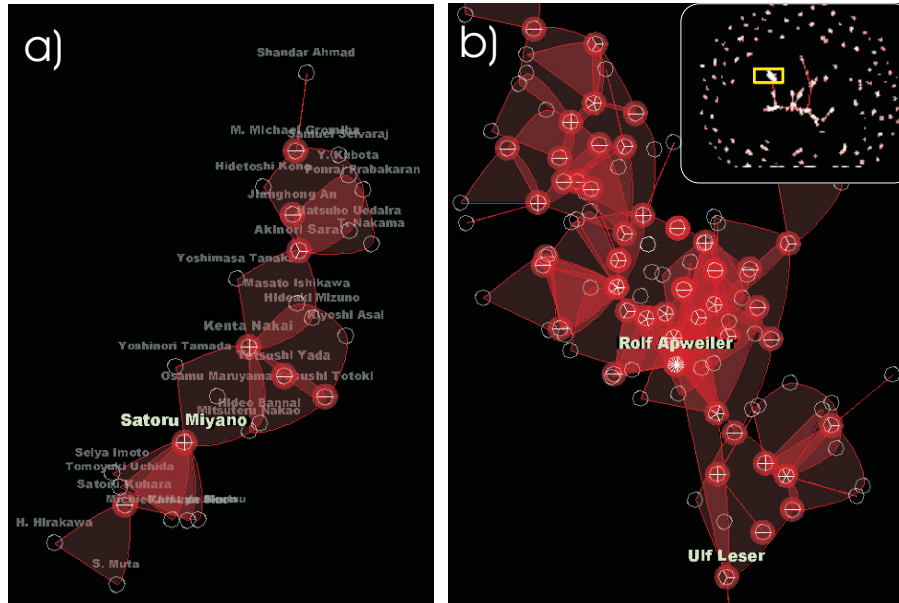 a)
Shandar Ahmad
M. Michael Gromiha
Samuel Selvaraj
Y. Kubota
Hidetoshi Kono
Ponraj Prabakaran
Jianghong An
Hatsuho Uedaira
T. Nakama
Akinori Sarai
Yoshimasa Tanaka
Masato Ishikawa
Hideaki Mizuno
Kiyoshi Asai
Kenta Nakai
Yoshinori Tamada
Tetsushi Yada
Osamu Maruyama
Totoki
Hideo Bannai
Mitsuteru Nakao
Satoru Miyano
Seiya Imoto
Tomoyuki Uchida
Satoru Kuhara
H. Hirakawa
S. Muta
b)
Rolf Apweiler
Ulf Leser